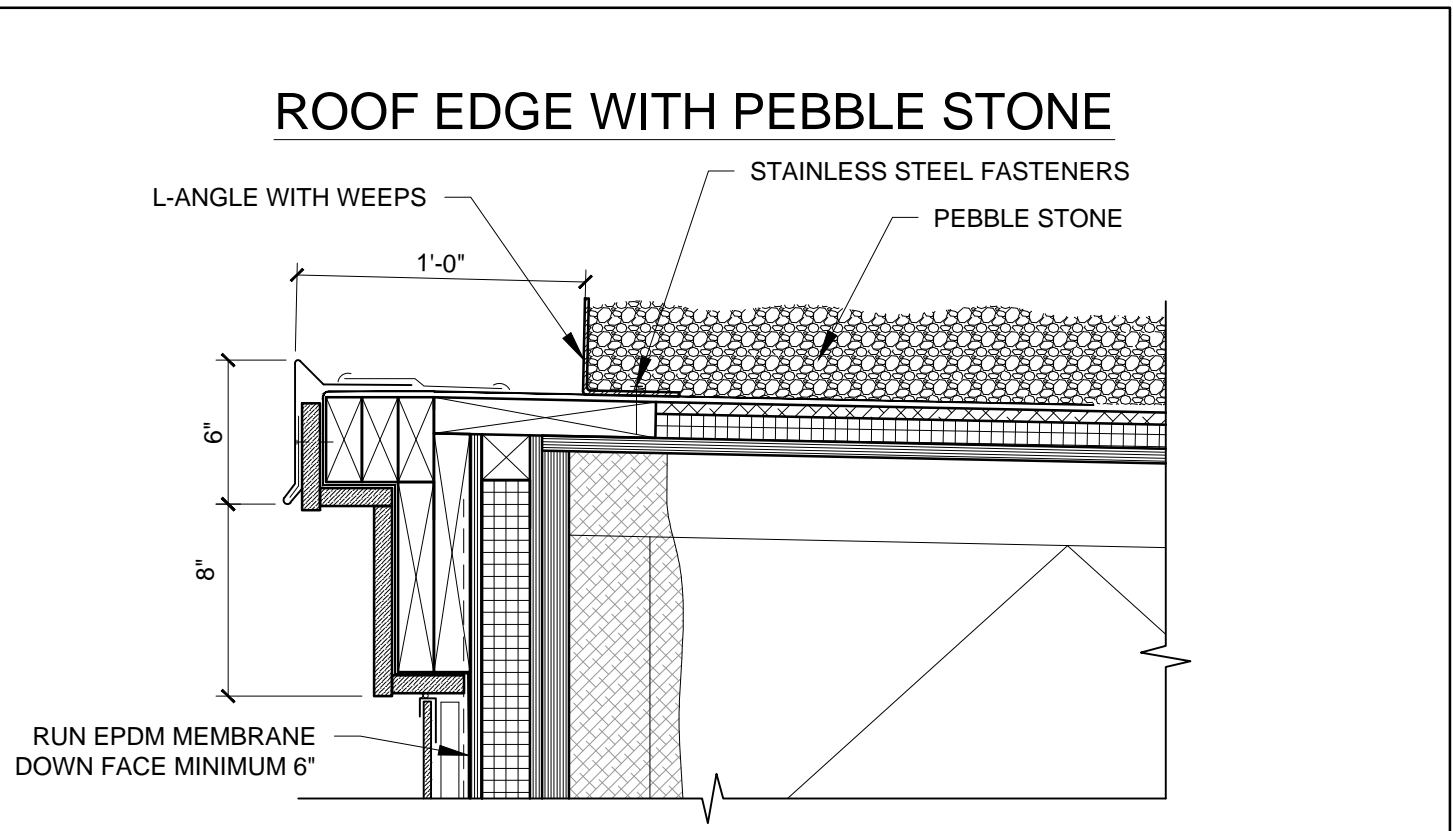 ROOF EDGE WITH PEBBLE STONE
STAINLESS STEEL FASTENERS
L-ANGLE WITH WEEPS
PEBBLE STONE
1'-0"
6"
8"
RUN EPDM MEMBRANE
DOWN FACE MINIMUM 6"